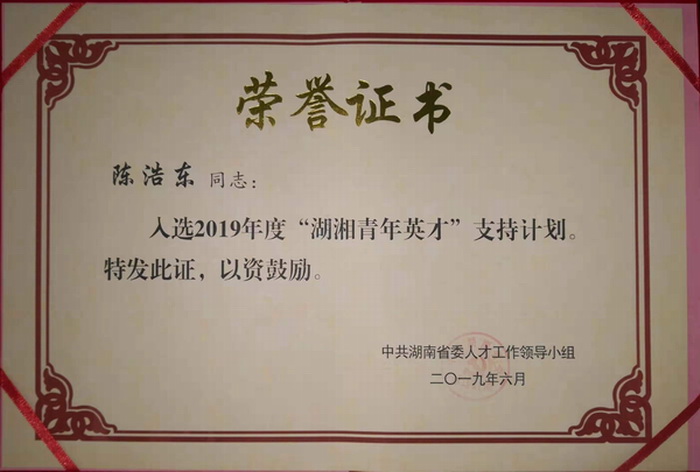 荣誉证书
陈浩东 同志：
入选2019年度“湖湘青年英才”支持计划。
特发此证，以资鼓励。
中共湖南省委人才工作领导小组
二〇一九年六月